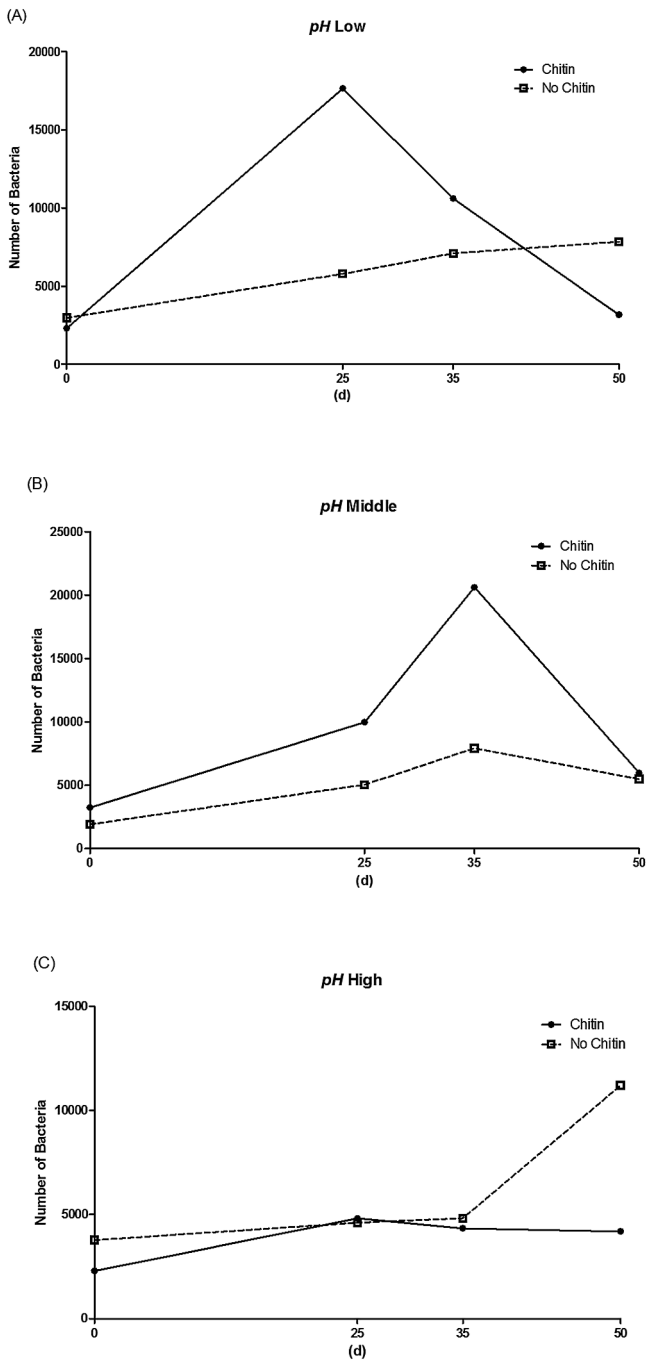 (A)
pH Low
20000
Chitin
No Chitin
15000
Number of Bacteria
10000
5000
0
0 25 35 50
(d)
(B)
pH Middle
25000
Chitin
No Chitin
20000
15000
Number of Bacteria
10000
5000
0
0 25 35 50
(d)
(C)
pH High
15000
Chitin
No Chitin
10000
Number of Bacteria
5000
0
0 25 35 50
(d)